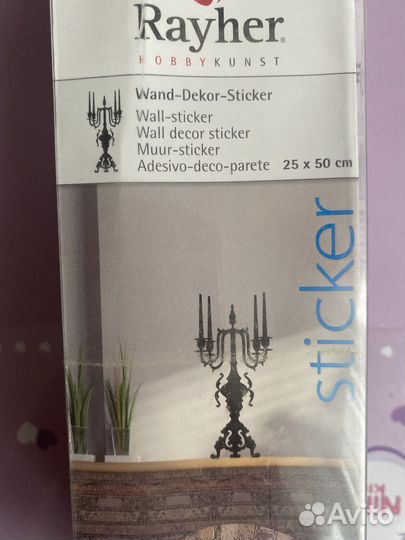 Rayher®
HOBBYKUNST
Wand-Dekor-Sticker
Wall-sticker
Wall decor sticker
Muur-sticker
Adesivo-deco-parete 25 x 50 cm
sticker
Avito